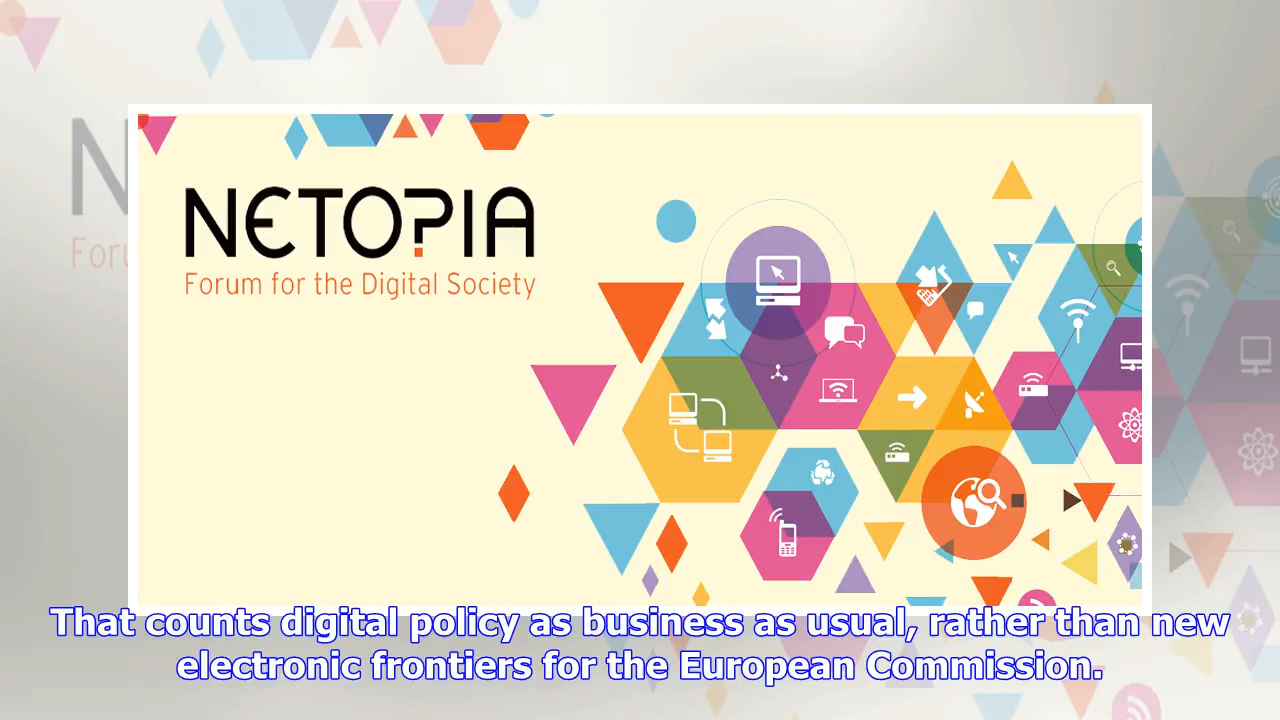 NETOPIA
Forum for the Digital Society
N
Foru
That counts digital policy as business as usual, rather than new
electronic frontiers for the European Commission.